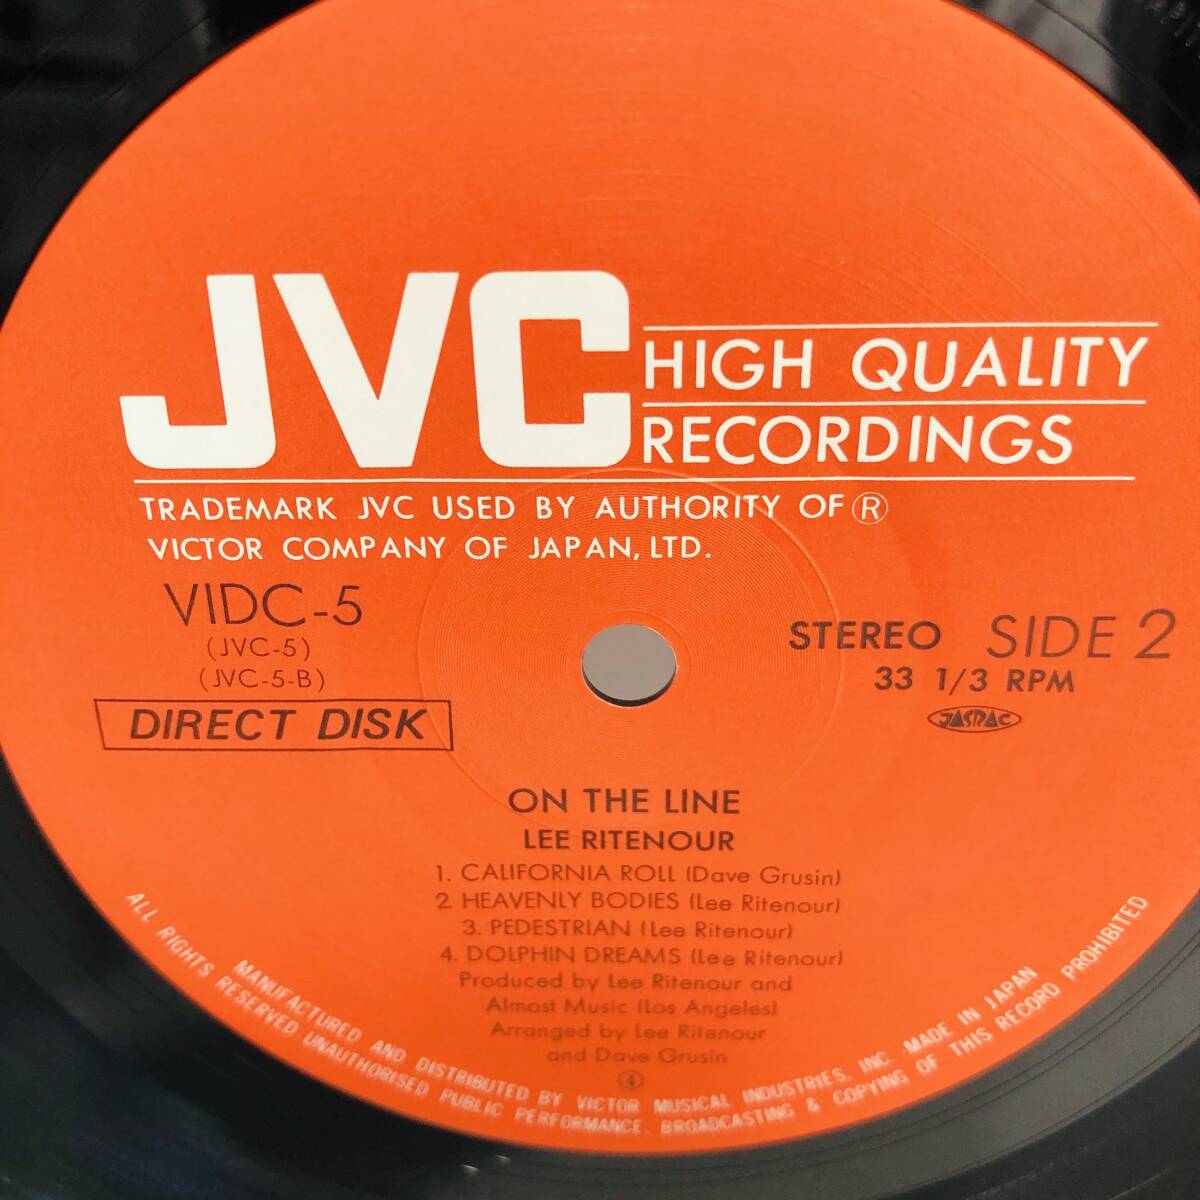 JVC
HIGH QUALITY
RECORDINGS
TRADEMARK JVC USED BY AUTHORITY OF ®
VICTOR COMPANY OF JAPAN, LTD.
VIDC-5
(JVC-5)
(JVC-5-B)
DIRECT DISK
STEREO SIDE 2
33 1/3 RPM
JASRAC
ON THE LINE
LEE RITENOUR
1. CALIFORNIA ROLL (Dave Grusin)
2. HEAVENLY BODIES (Lee Ritenour)
3. PEDESTRIAN (Lee Ritenour)
4. DOLPHIN DREAMS (Lee Ritenour)
Produced by Lee Ritenour and
Almost Music (Los Angeles)
Arranged by Lee Ritenour
and Dave Grusin
④
MANUFACTURED AND DISTRIBUTED BY VICTOR MUSICAL INDUSTRIES, INC. MADE IN JAPAN
ALL RIGHTS RESERVED UNAUTHORISED PUBLIC PERFORMANCE. BROADCASTING & COPYING OF THIS RECORD PROHIBITED